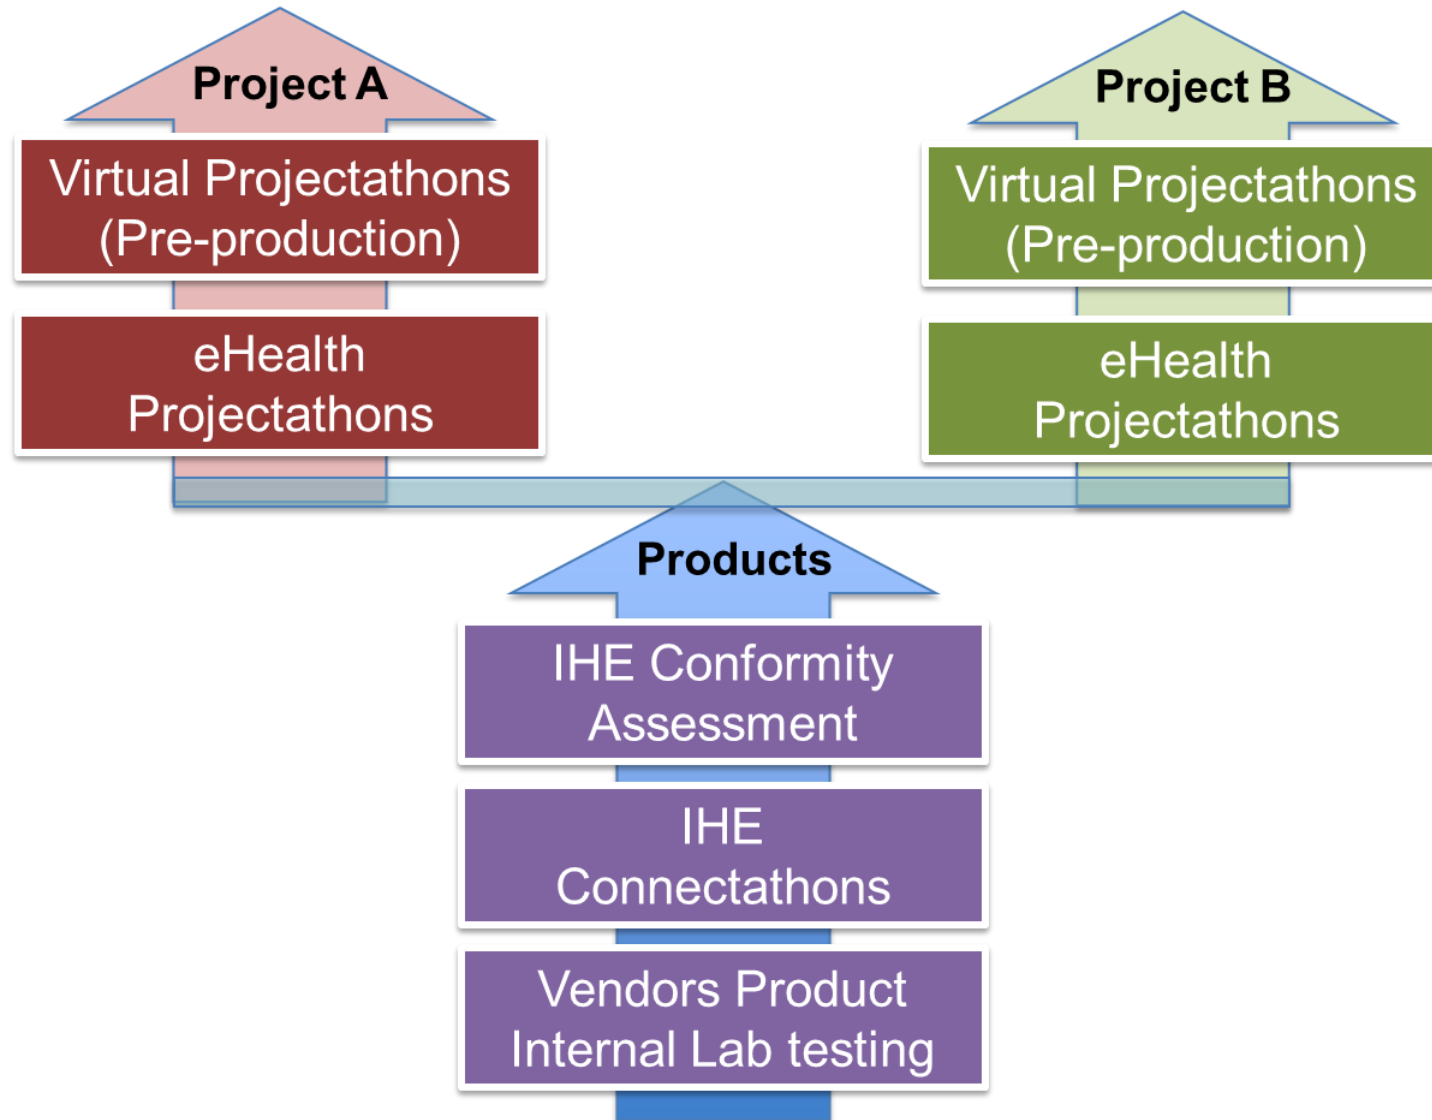 Project A
Virtual Projectathons
(Pre-production)
eHealth
Projectathons
Project B
Virtual Projectathons
(Pre-production)
eHealth
Projectathons
Products
IHE Conformity
Assessment
IHE
Connectathons
Vendors Product
Internal Lab testing